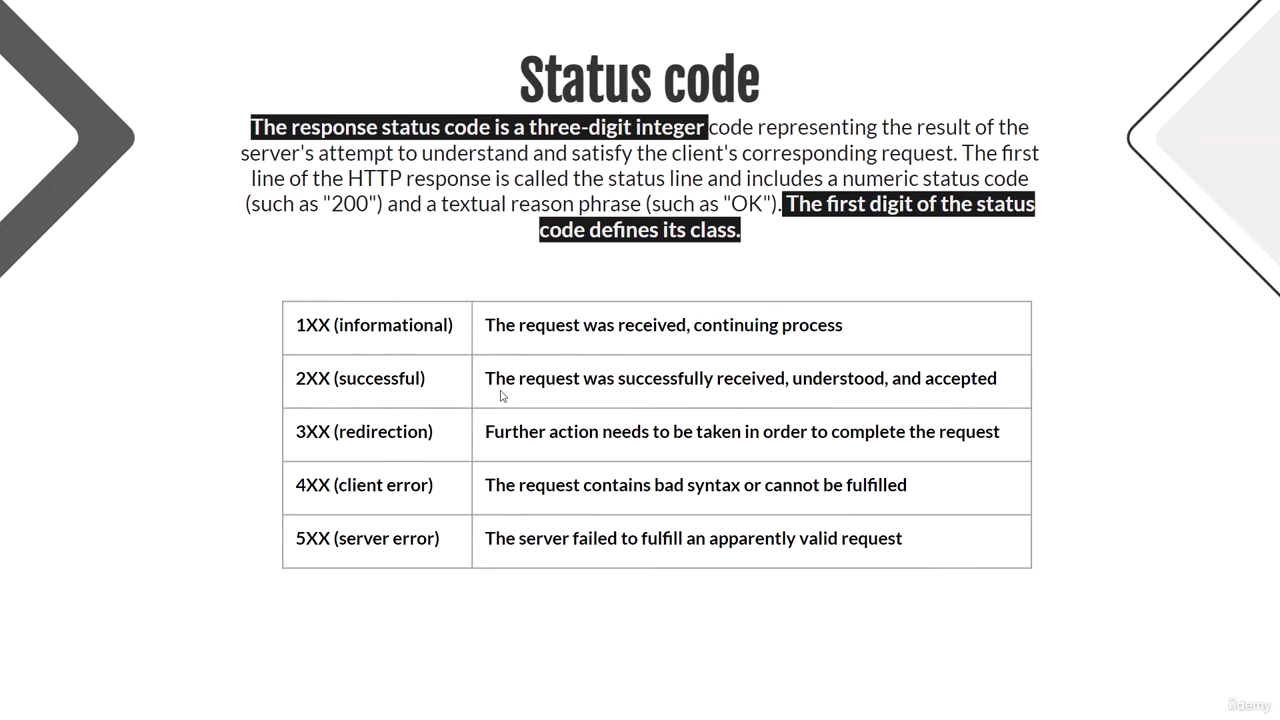 Status code
The response status code is a three-digit integer code representing the result of the
server's attempt to understand and satisfy the client's corresponding request. The first
line of the HTTP response is called the status line and includes a numeric status code
(such as "200") and a textual reason phrase (such as "OK"). The first digit of the status
code defines its class.
1XX (informational) The request was received, continuing process
2XX (successful) The request was successfully received, understood, and accepted
3XX (redirection) Further action needs to be taken in order to complete the request
4XX (client error) The request contains bad syntax or cannot be fulfilled
5XX (server error) The server failed to fulfill an apparently valid request
ûdemy